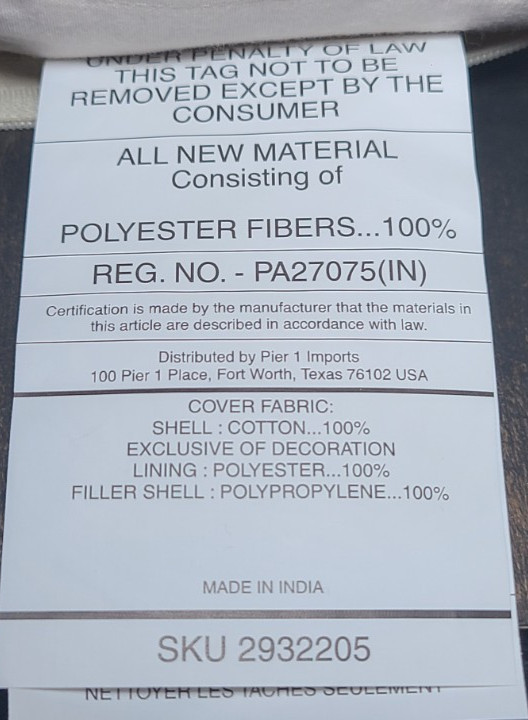 UNDER PENALTY OF LAW
THIS TAG NOT TO BE
REMOVED EXCEPT BY THE
CONSUMER
ALL NEW MATERIAL
Consisting of
POLYESTER FIBERS...100%
REG. NO. - PA27075(IN)
Certification is made by the manufacturer that the materials in
this article are described in accordance with law.
Distributed by Pier 1 Imports
100 Pier 1 Place, Fort Worth, Texas 76102 USA
COVER FABRIC:
SHELL : COTTON...100%
EXCLUSIVE OF DECORATION
LINING : POLYESTER...100%
FILLER SHELL : POLYPROPYLENE...100%
MADE IN INDIA
SKU 2932205
NETTOYER LES TACHES SEULEMENT